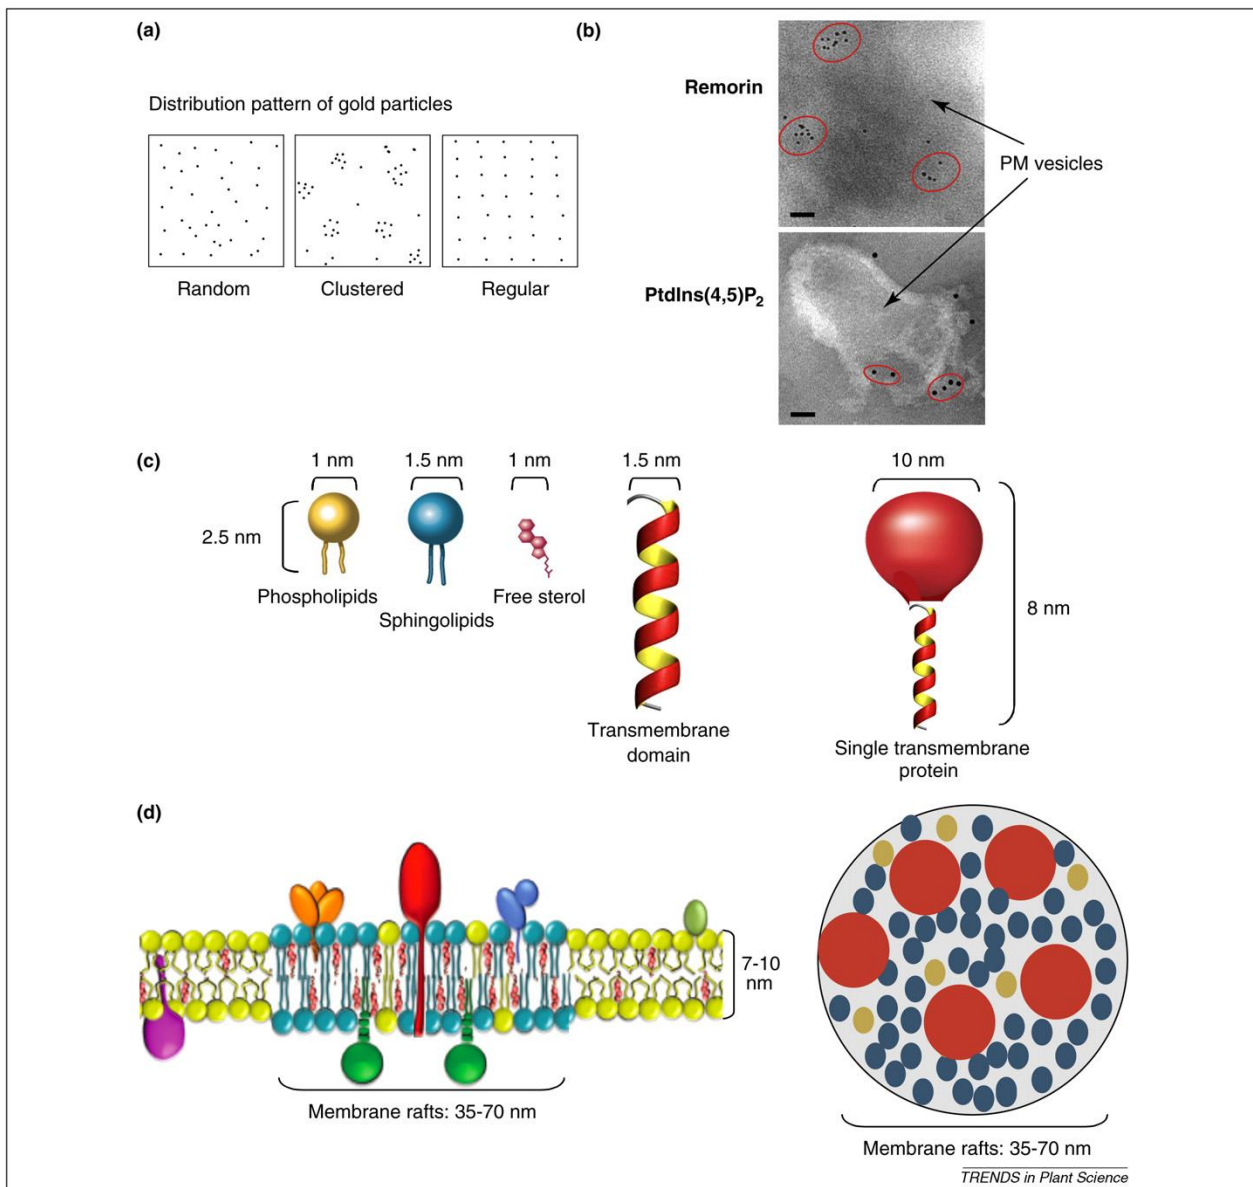 (a)
Distribution pattern of gold particles
Random
Clustered
Regular
(b)
Remorin
PM vesicles
PtdIns(4,5)P₂
(c)
1 nm
1.5 nm
1 nm
1.5 nm
10 nm
2.5 nm
8 nm
Phospholipids
Sphingolipids
Free sterol
Transmembrane
domain
Single transmembrane
protein
(d)
7-10
nm
Membrane rafts: 35-70 nm
Membrane rafts: 35-70 nm
TRENDS in Plant Science